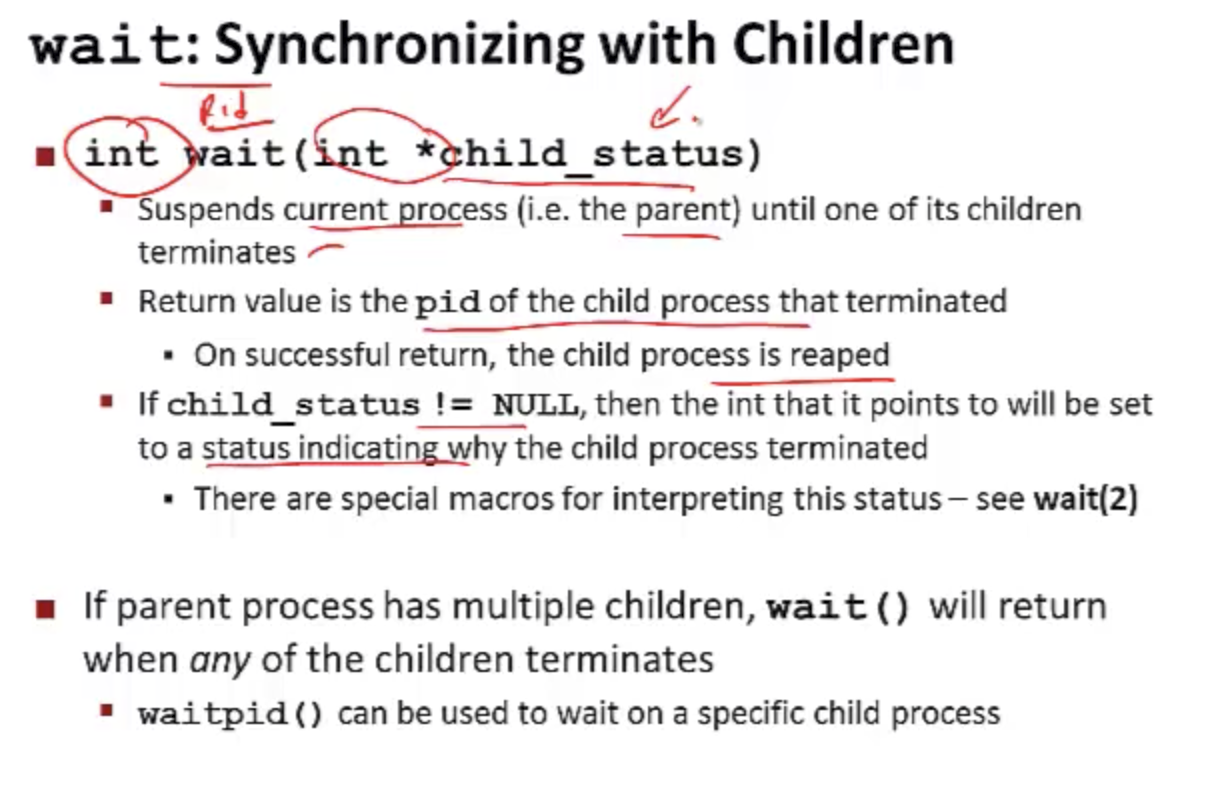 wait: Synchronizing with Children
Pid
int wait(int *child_status)
Suspends current process (i.e. the parent) until one of its children
terminates
Return value is the pid of the child process that terminated
On successful return, the child process is reaped
If child_status != NULL, then the int that it points to will be set
to a status indicating why the child process terminated
There are special macros for interpreting this status – see wait(2)
If parent process has multiple children, wait() will return
when any of the children terminates
waitpid() can be used to wait on a specific child process